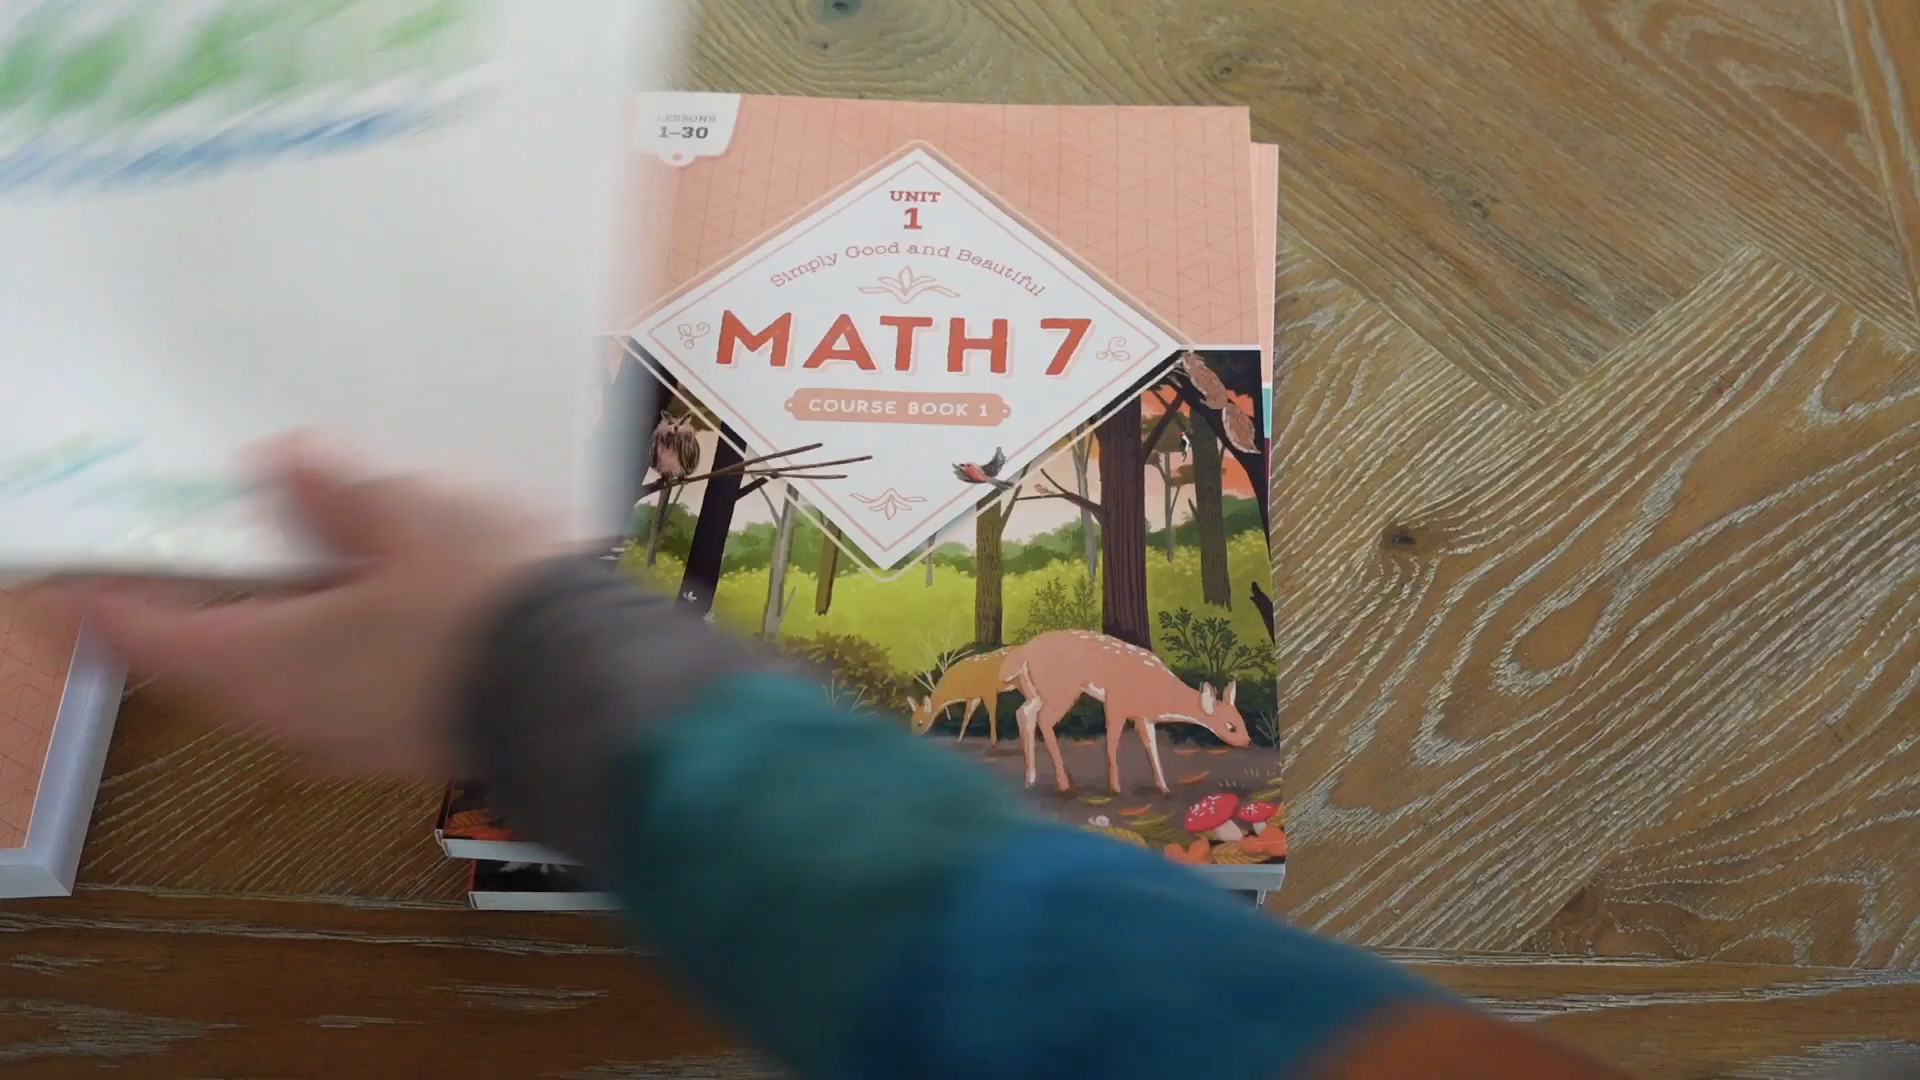 LESSONS
1–30
UNIT
1
Simply Good and Beautiful
MATH 7
COURSE BOOK 1